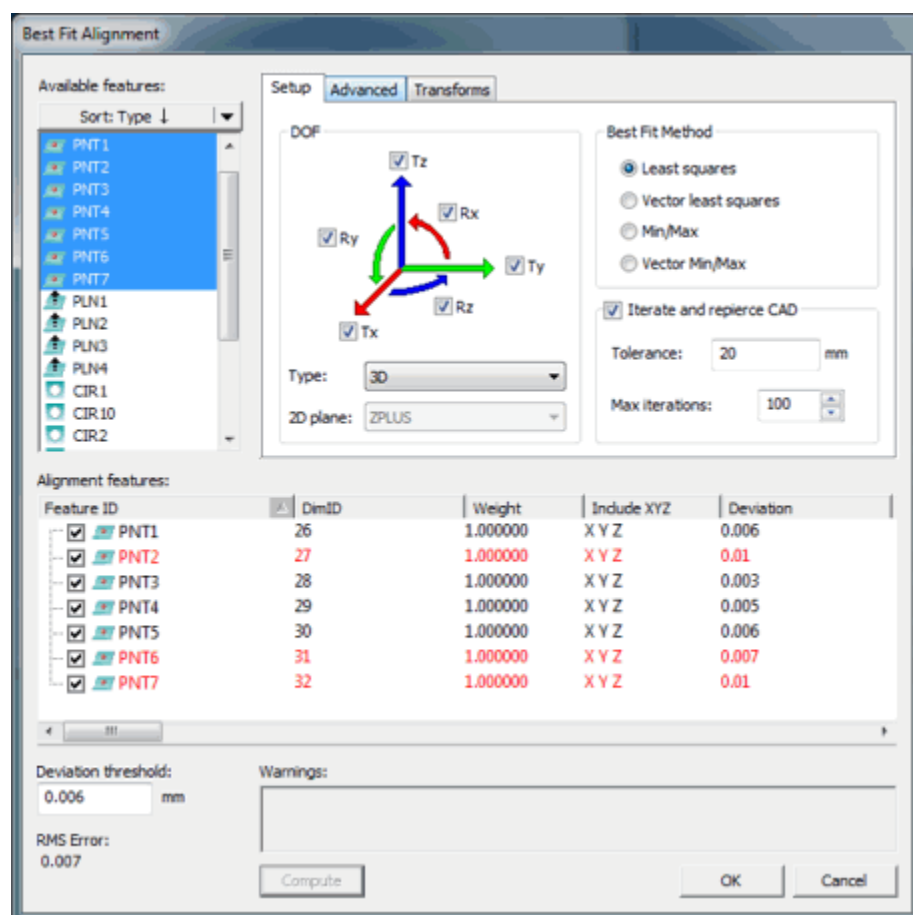 Best Fit Alignment
Available features:
Sort: Type ↓
PNT1
PNT2
PNT3
PNT4
PNT5
PNT6
PNT7
PLN1
PLN2
PLN3
PLN4
CIR1
CIR10
CIR2
Setup Advanced Transforms
DOF
Tz
Rx
Ry
Ty
Rz
Tx
Type: 3D
2D plane: ZPLUS
Best Fit Method
Least squares
Vector least squares
Min/Max
Vector Min/Max
Iterate and repierce CAD
Tolerance: 20 mm
Max iterations: 100
Alignment features:
Feature ID DimID Weight Include XYZ Deviation
PNT1 26 1.000000 X Y Z 0.006
PNT2 27 1.000000 X Y Z 0.01
PNT3 28 1.000000 X Y Z 0.003
PNT4 29 1.000000 X Y Z 0.005
PNT5 30 1.000000 X Y Z 0.006
PNT6 31 1.000000 X Y Z 0.007
PNT7 32 1.000000 X Y Z 0.01
Deviation threshold:
0.006 mm
RMS Error:
0.007
Warnings:
Compute OK Cancel